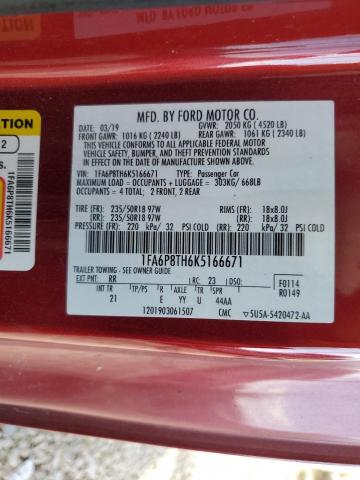 MFD. BY FORD MOTOR CO.
DATE: 03/19 GVWR: 2050 KG (4520 LB)
FRONT GAWR: 1016 KG (2240 LB) REAR GAWR: 1061 KG (2340 LB)
THIS VEHICLE CONFORMS TO ALL APPLICABLE FEDERAL MOTOR
VEHICLE SAFETY, BUMPER, AND THEFT PREVENTION STANDARDS IN
EFFECT ON THE DATE OF MANUFACTURE SHOWN ABOVE.
VIN: 1FA6P8TH6K5166671 TYPE: Passenger Car
MAXIMUM LOAD = OCCUPANTS + LUGGAGE = 303KG/ 668LB
OCCUPANTS = 4 TOTAL; 2 FRONT, 2 REAR
TIRE (FR): 235/50R18 97W RIMS (FR): 18x8.0J
(RR): 235/50R18 97W (RR): 18x8.0J
PRESSURE (FR): 220 kPa/ 32 PSI COLD (RR): 220 kPa/ 32 PSI COLD
1FA6P8TH6K5166671
TRAILER TOWING - SEE OWNER GUIDE
EXT PNT: RR RC: 23 DSO: F0114
R0149
INT TR TP/PS R AXLE TR SPR
21 E YY U 44AA
1201903061507 CMC 5U5A-5420472-AA
1FA6P8TH6K5166671